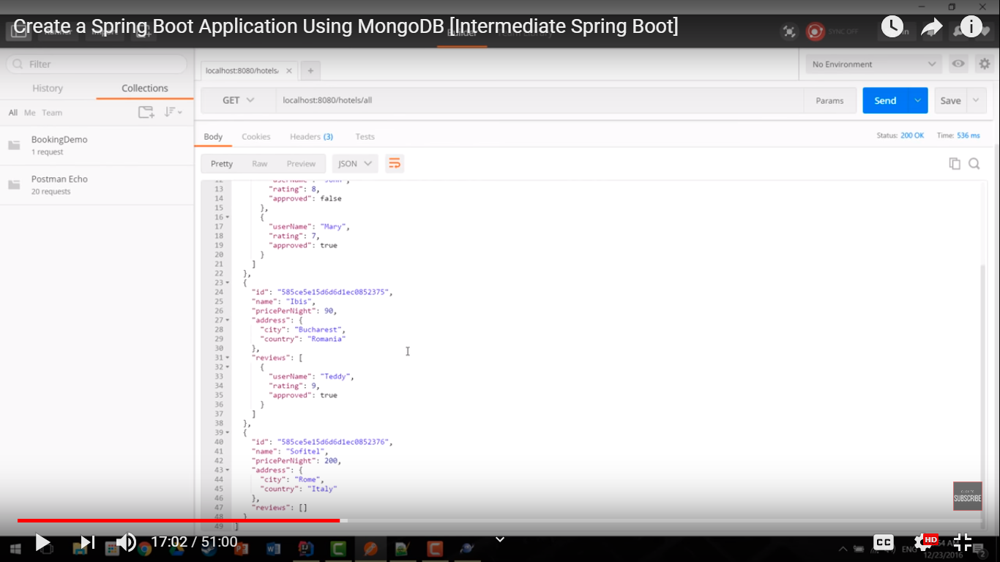 Create a Spring Boot Application Using MongoDB [Intermediate Spring Boot]
Builder
SYNC OFF
Filter
History
Collections
All Me Team
BookingDemo
1 request
Postman Echo
20 requests
localhost:8080/hotels/
No Environment
GET
localhost:8080/hotels/all
Params
Send
Save
Body
Cookies
Headers (3)
Tests
Status: 200 OK
Time: 536 ms
Pretty
Raw
Preview
JSON
12 "userName": "John",
13 "rating": 8,
14 "approved": false
15 },
16 {
17 "userName": "Mary",
18 "rating": 7,
19 "approved": true
20 }
21 ]
22 },
23 {
24 "id": "585ce5e15d6d6d1ec0852375",
25 "name": "Ibis",
26 "pricePerNight": 90,
27 "address": {
28 "city": "Bucharest",
29 "country": "Romania"
30 },
31 "reviews": [
32 {
33 "userName": "Teddy",
34 "rating": 9,
35 "approved": true
36 }
37 ]
38 },
39 {
40 "id": "585ce5e15d6d6d1ec0852376",
41 "name": "Sofitel",
42 "pricePerNight": 200,
43 "address": {
44 "city": "Rome",
45 "country": "Italy"
46 },
47 "reviews": []
48 }
49 ]
SUBSCRIBE
17:02 / 51:00
CC
HD
ENG
12/23/2016